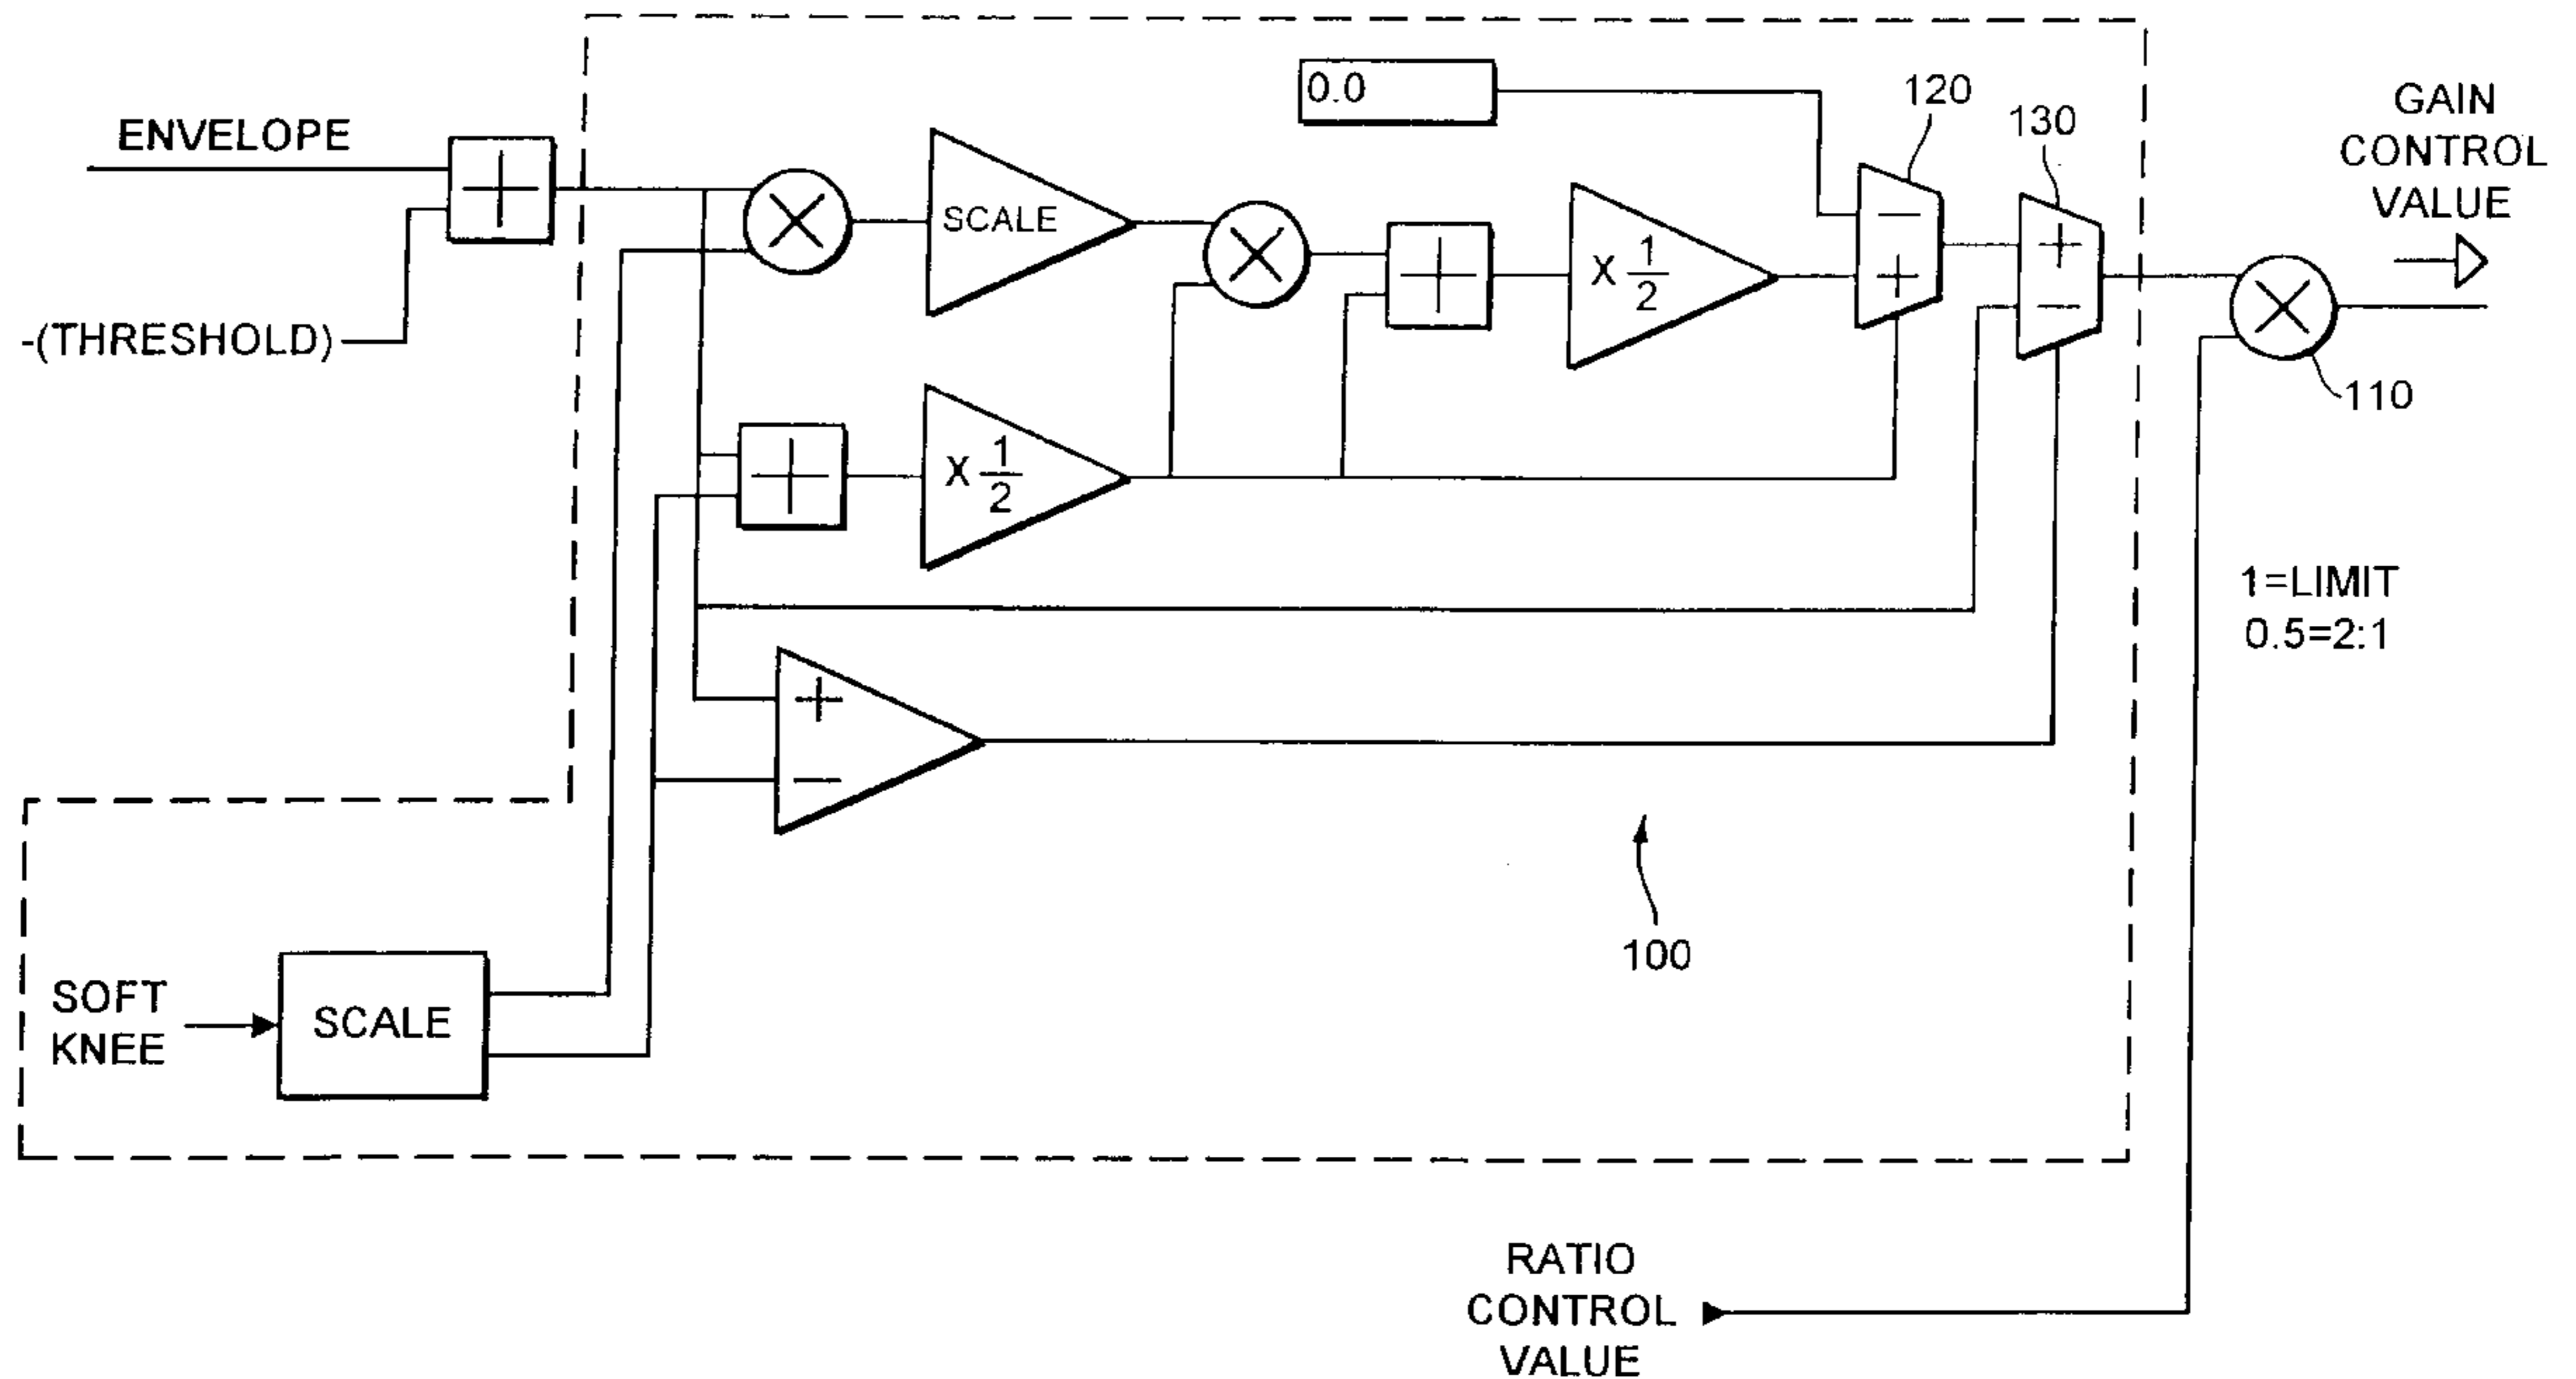 0.0
120
130
GAIN
CONTROL
VALUE
ENVELOPE
SCALE
X 1/2
-(THRESHOLD)
110
X 1/2
1=LIMIT
0.5=2:1
100
SOFT
KNEE
SCALE
RATIO
CONTROL
VALUE